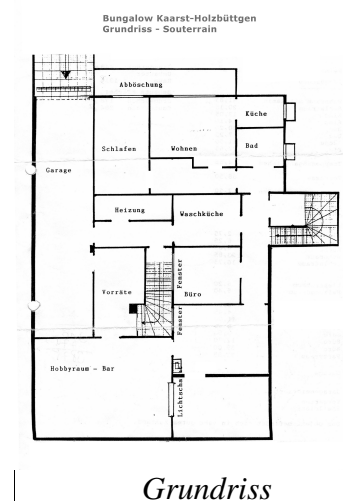 Bungalow Kaarst-Holzbüttgen
Grundriss - Souterrain
Abböschung
Küche
Schlafen
Wohnen
Bad
Garage
Heizung
Waschküche
Fenster
Vorräte
Büro
Fenster
Hobbyraum - Bar
Lichtscha
Grundriss